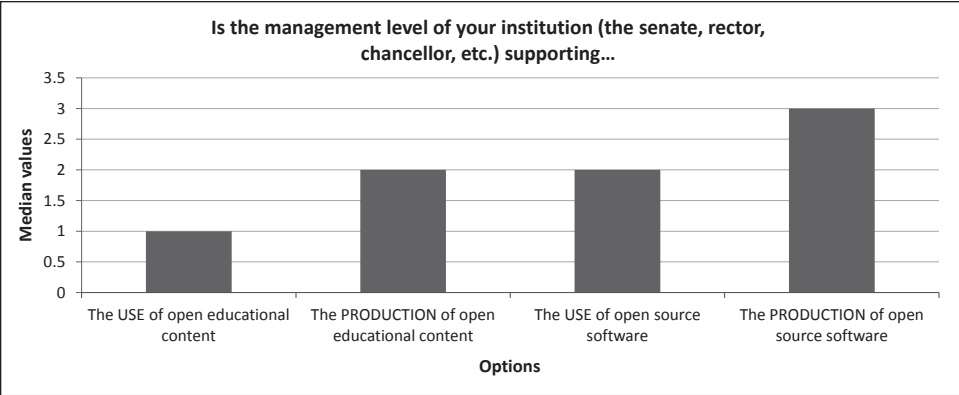 Is the management level of your institution (the senate, rector,
chancellor, etc.) supporting...
3.5
3
2.5
2
1.5
1
0.5
0
Median values
The USE of open educational
content
The PRODUCTION of open
educational content
The USE of open source
software
The PRODUCTION of open
source software
Options